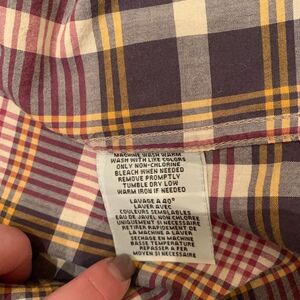 MACHINE WASH WARM
WASH WITH LIKE COLORS
ONLY NON-CHLORINE
BLEACH WHEN NEEDED
REMOVE PROMPTLY
TUMBLE DRY LOW
WARM IRON IF NEEDED
LAVAGE A 40°
LAVER AVEC
COULEURS SEMBLABLES
EAU DE JAVEL NON CHLOREE
UNIQUEMENT SI NECESSAIRE
RETIRER RAPIDEMENT DE
LA MACHINE A LAVER
SECHAGE EN MACHINE
BASSE TEMPERATURE
REPASSER A FER
MOYEN SI NECESSAIRE